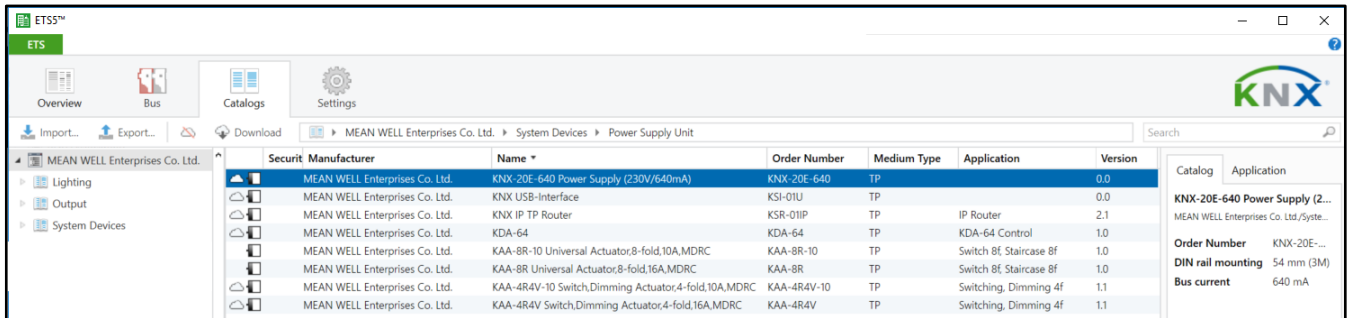 ETS5™
ETS
Overview Bus Catalogs Settings
KNX
Import... Export... Download MEAN WELL Enterprises Co. Ltd. System Devices Power Supply Unit Search
MEAN WELL Enterprises Co. Ltd.
Lighting
Output
System Devices
Securit Manufacturer Name Order Number Medium Type Application Version
MEAN WELL Enterprises Co. Ltd. KNX-20E-640 Power Supply (230V/640mA) KNX-20E-640 TP 0.0
MEAN WELL Enterprises Co. Ltd. KNX USB-Interface KSI-01U TP 0.0
MEAN WELL Enterprises Co. Ltd. KNX IP TP Router KSR-01IP TP IP Router 2.1
MEAN WELL Enterprises Co. Ltd. KDA-64 KDA-64 TP KDA-64 Control 1.0
MEAN WELL Enterprises Co. Ltd. KAA-8R-10 Universal Actuator,8-fold,10A,MDRC KAA-8R-10 TP Switch 8f, Staircase 8f 1.0
MEAN WELL Enterprises Co. Ltd. KAA-8R Universal Actuator,8-fold,16A,MDRC KAA-8R TP Switch 8f, Staircase 8f 1.0
MEAN WELL Enterprises Co. Ltd. KAA-4R4V-10 Switch,Dimming Actuator,4-fold,10A,MDRC KAA-4R4V-10 TP Switching, Dimming 4f 1.1
MEAN WELL Enterprises Co. Ltd. KAA-4R4V Switch,Dimming Actuator,4-fold,16A,MDRC KAA-4R4V TP Switching, Dimming 4f 1.1
Catalog Application
KNX-20E-640 Power Supply (2...
MEAN WELL Enterprises Co. Ltd./Syste...
Order Number KNX-20E-...
DIN rail mounting 54 mm (3M)
Bus current 640 mA